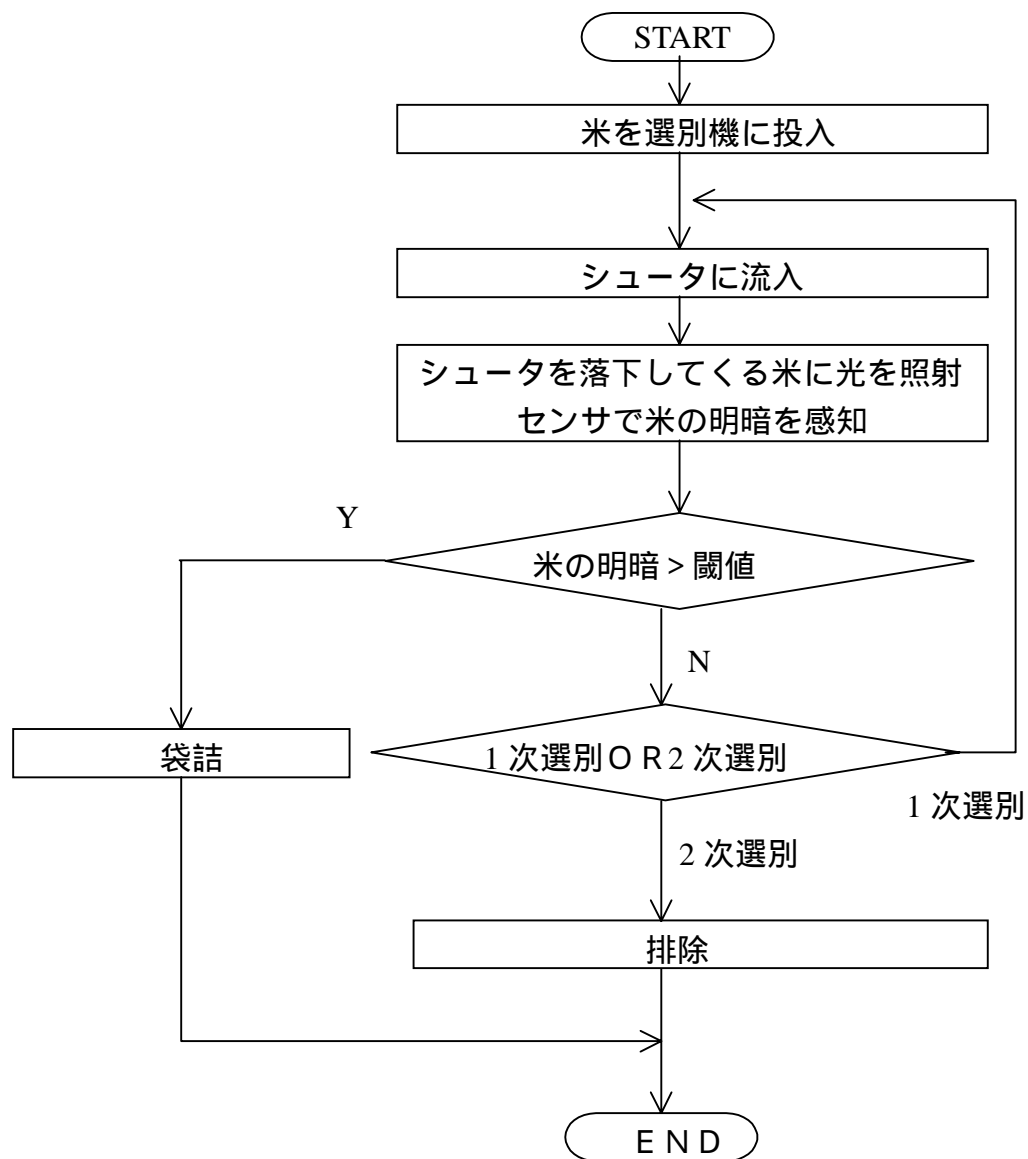 START
米を選別機に投入
シュータに流入
シュータを落下してくる米に光を照射
センサで米の明暗を感知
Y
米の明暗 > 閾値
N
袋詰
1 次選別ＯＲ2 次選別
1 次選別
2 次選別
排除
ＥＮＤ